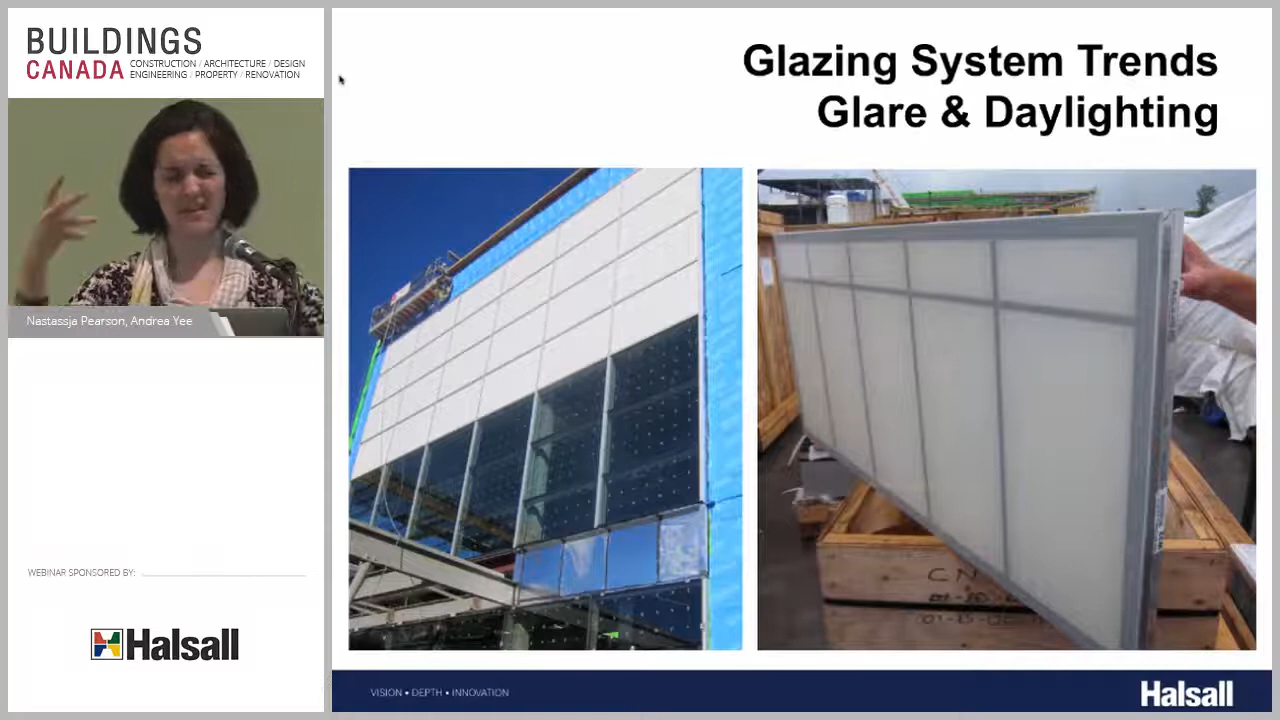 BUILDINGS
CANADA
CONSTRUCTION / ARCHITECTURE / DESIGN
ENGINEERING / PROPERTY / RENOVATION
Nastassja Pearson, Andrea Yee
WEBINAR SPONSORED BY:
Halsall
Glazing System Trends
Glare & Daylighting
CN
VISION • DEPTH • INNOVATION
Halsall